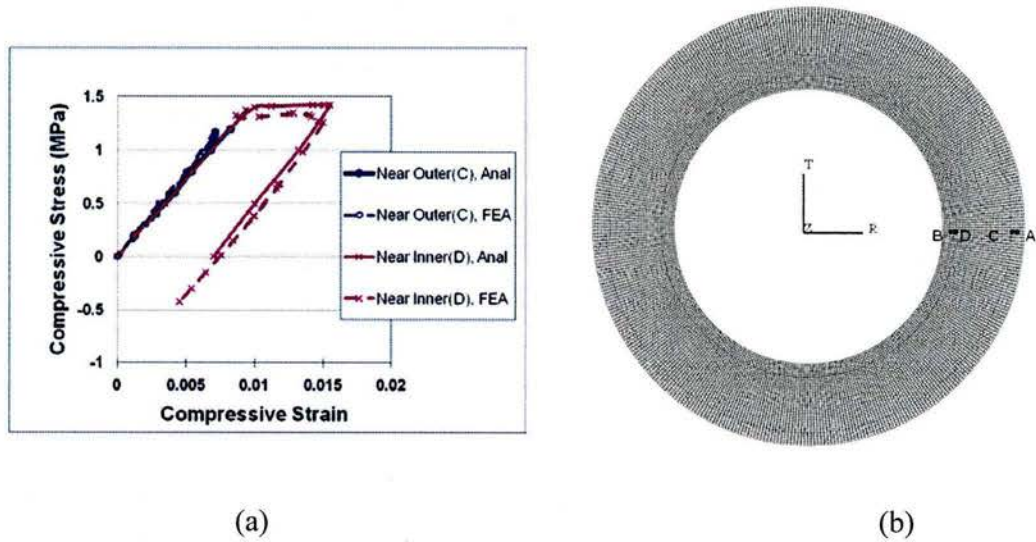 Compressive Stress (MPa)
1.5
1
0.5
0
-0.5
-1
0
0.005
0.01
0.015
0.02
Compressive Strain
Near Outer(C), Anal
Near Outer(C), FEA
Near Inner(D), Anal
Near Inner(D), FEA
T
Z
R
B D C A
(a)
(b)